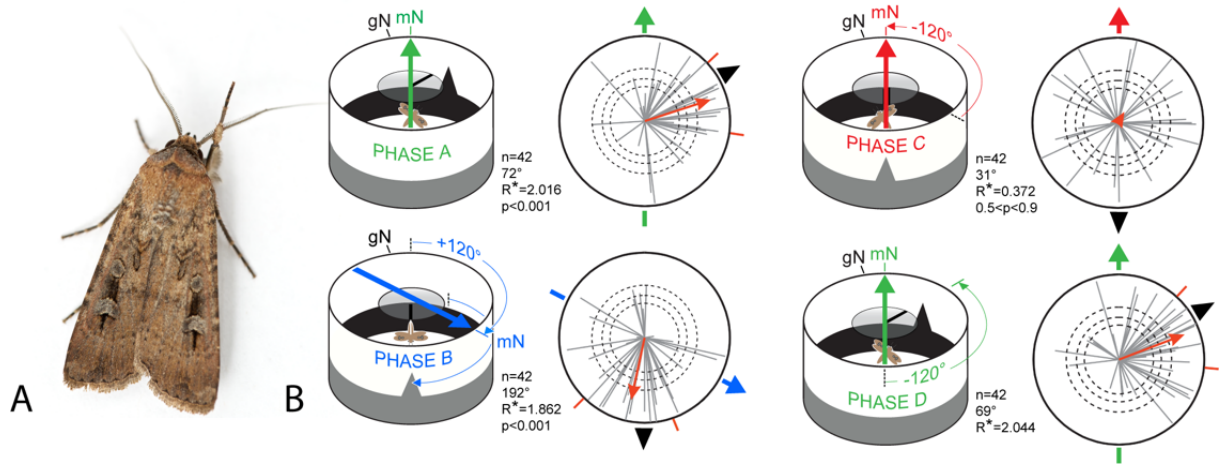 A
B
gN
mN
PHASE A
n=42
72°
R*=2.016
p<0.001
gN
+120°
mN
PHASE B
n=42
192°
R*=1.862
p<0.001
gN
mN
-120°
PHASE C
n=42
31°
R*=0.372
0.5<p<0.9
gN
mN
PHASE D
-120°
n=42
69°
R*=2.044